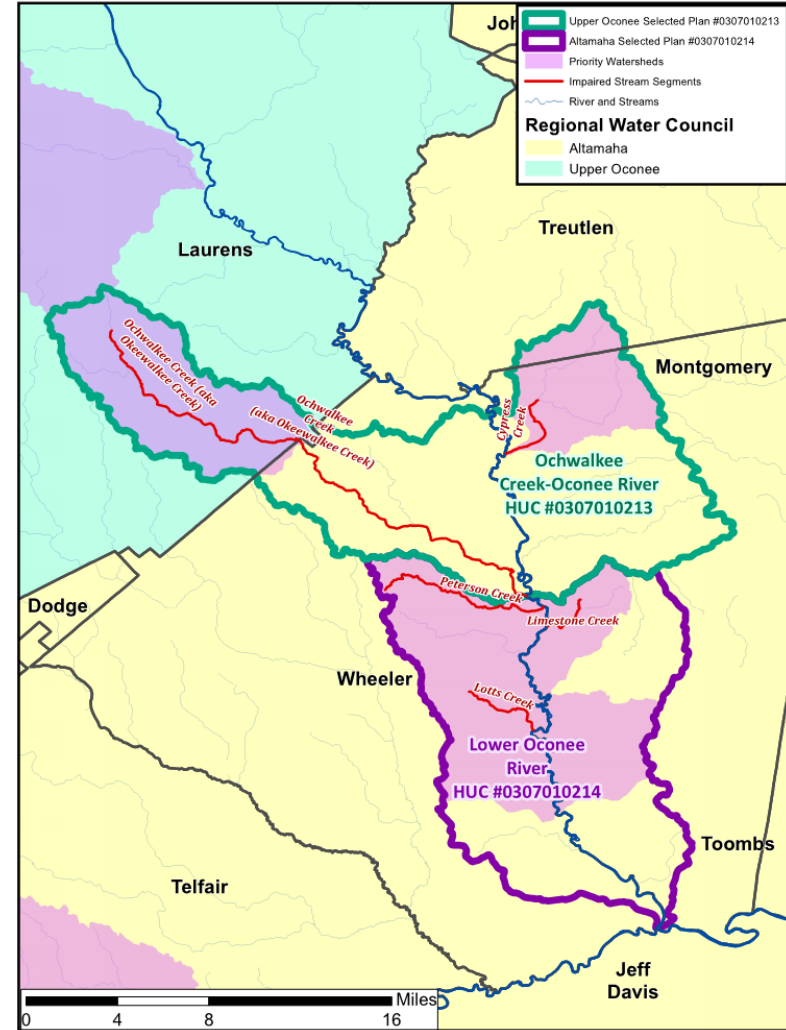 Joh
Upper Oconee Selected Plan #0307010213
Altamaha Selected Plan #0307010214
Priority Watersheds
Impaired Stream Segments
River and Streams
Regional Water Council
Altamaha
Upper Oconee
Treutlen
Laurens
Montgomery
Ochwalkee Creek (aka
Okeewalkee Creek)
Ochwalkee
Creek
(aka Okeewalkee Creek)
Cypress
Creek
Ochwalkee
Creek-Oconee River
HUC #0307010213
Peterson Creek
Limestone Creek
Dodge
Wheeler
Lotts Creek
Lower Oconee
River
HUC #0307010214
Toombs
Telfair
Jeff
Davis
Miles
0 4 8 16